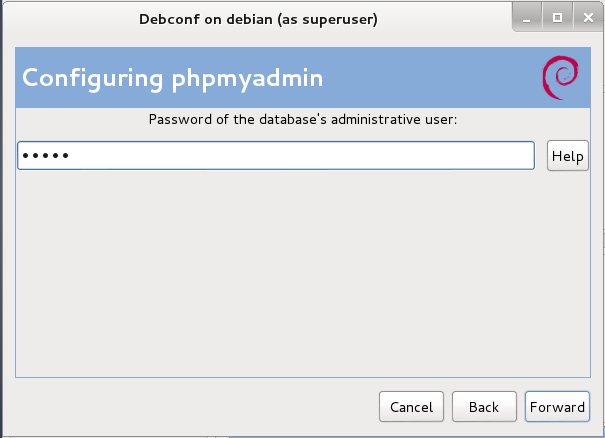 Debconf on debian (as superuser)
Configuring phpmyadmin
Password of the database's administrative user:
•••••
Help
Cancel
Back
Forward